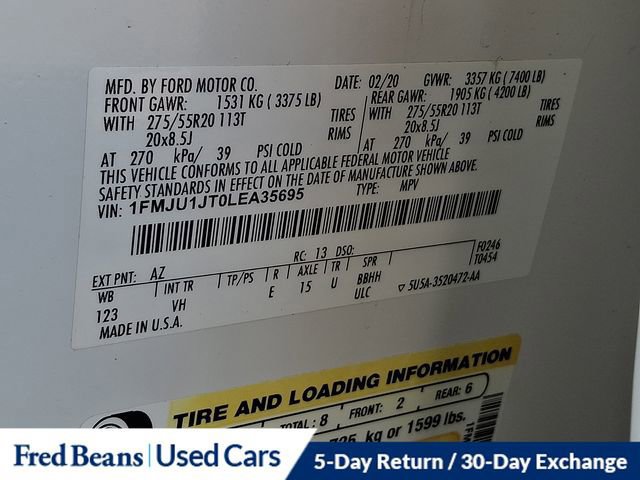 MFD. BY FORD MOTOR CO. DATE: 02/20 GVWR: 3357 KG ( 7400 LB)
FRONT GAWR: 1531 KG ( 3375 LB) REAR GAWR: 1905 KG ( 4200 LB)
WITH 275/55R20 113T TIRES WITH 275/55R20 113T TIRES
20x8.5J RIMS 20x8.5J RIMS
AT 270 kPa/ 39 PSI COLD AT 270 kPa/ 39 PSI COLD
THIS VEHICLE CONFORMS TO ALL APPLICABLE FEDERAL MOTOR VEHICLE
SAFETY STANDARDS IN EFFECT ON THE DATE OF MANUFACTURE SHOWN ABOVE.
VIN: 1FMJU1JT0LEA35695 TYPE: MPV
EXT PNT: AZ RC: 13 DSO: F0246
WB INT TR TP/PS R AXLE TR SPR T0454
123 VH E 15 U BBHH
ULC ▽ 5U5A-3520472-AA
MADE IN U.S.A.
TIRE AND LOADING INFORMATION
TOTAL: 8 FRONT: 2 REAR: 6
kg or 1599 lbs.
Fred Beans Used Cars 5-Day Return / 30-Day Exchange